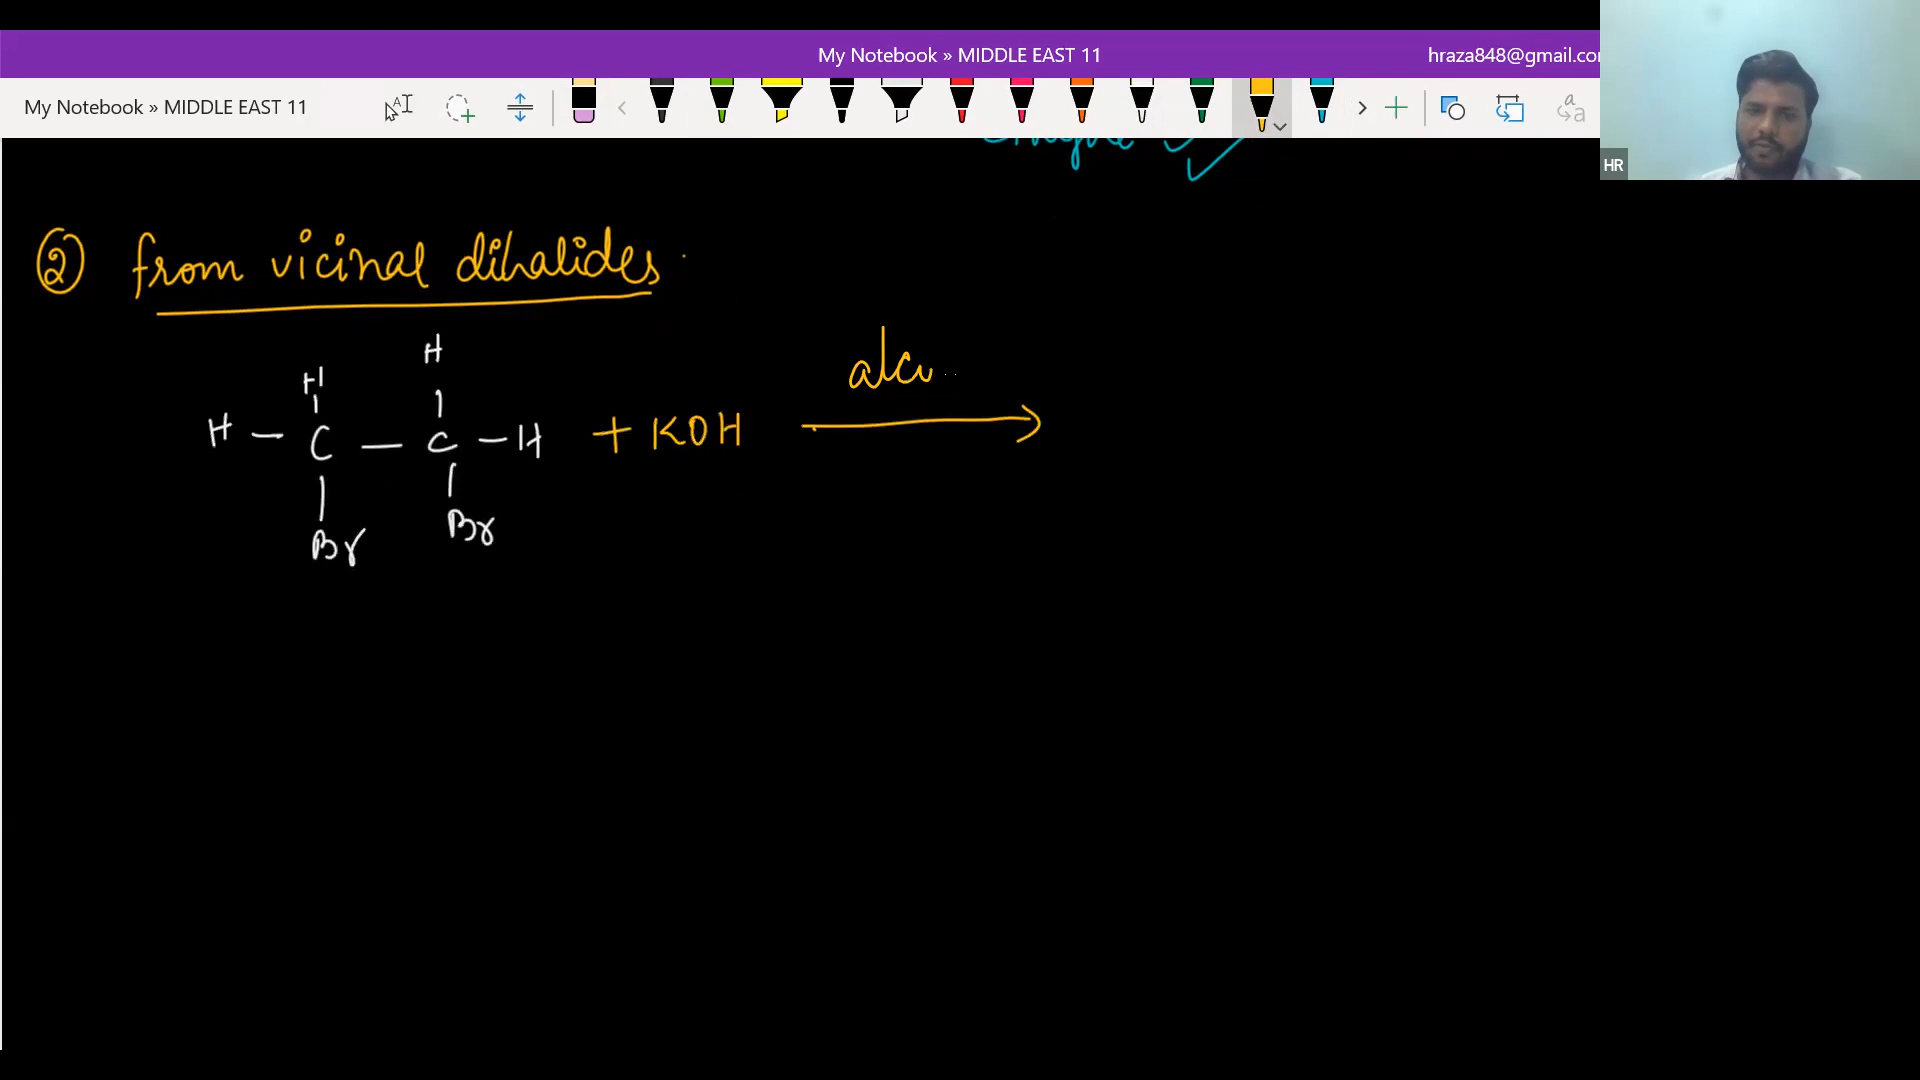 My Notebook » MIDDLE EAST 11
hraza848@gmail.co
My Notebook » MIDDLE EAST 11
HR
② from vicinal dihalides
H H
alc
H – C – C – H + KOH →
Br Br